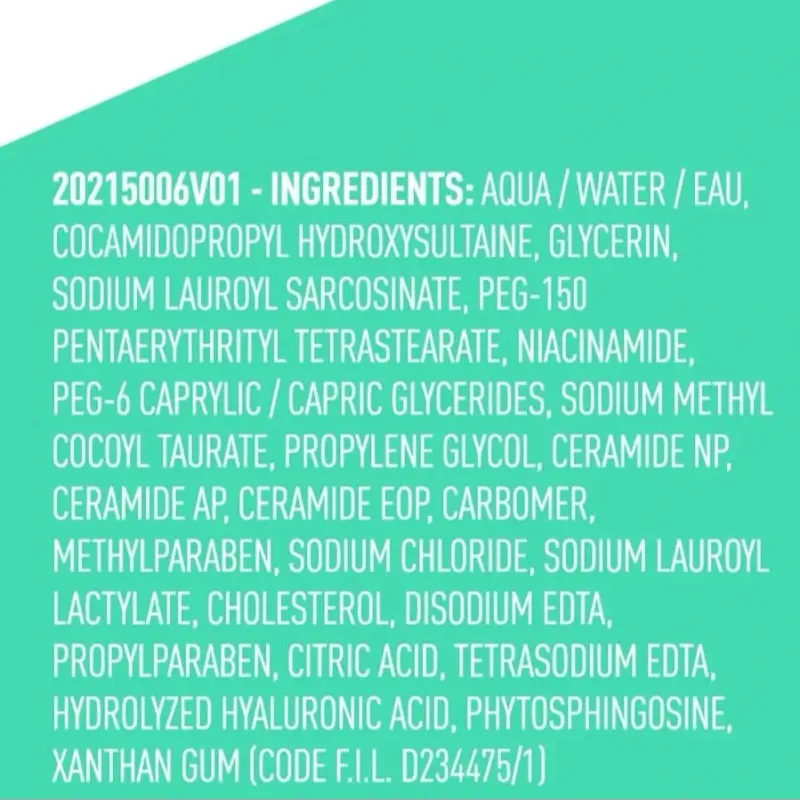 20215006V01 - INGREDIENTS: AQUA / WATER / EAU,
COCAMIDOPROPYL HYDROXYSULTAINE, GLYCERIN,
SODIUM LAUROYL SARCOSINATE, PEG-150
PENTAERYTHRITYL TETRASTEARATE, NIACINAMIDE,
PEG-6 CAPRYLIC / CAPRIC GLYCERIDES, SODIUM METHYL
COCOYL TAURATE, PROPYLENE GLYCOL, CERAMIDE NP,
CERAMIDE AP, CERAMIDE EOP, CARBOMER,
METHYLPARABEN, SODIUM CHLORIDE, SODIUM LAUROYL
LACTYLATE, CHOLESTEROL, DISODIUM EDTA,
PROPYLPARABEN, CITRIC ACID, TETRASODIUM EDTA,
HYDROLYZED HYALURONIC ACID, PHYTOSPHINGOSINE,
XANTHAN GUM (CODE F.I.L. D234475/1)